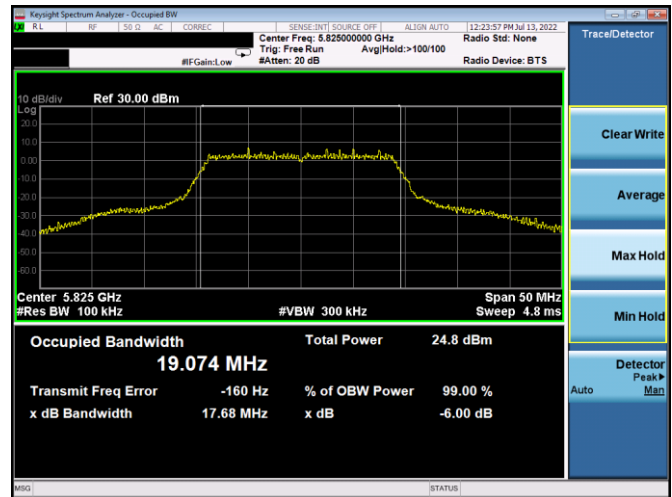 Keysight Spectrum Analyzer - Occupied BW
RL RF 50 Ω AC CORREC SENSE:INT SOURCE OFF ALIGN AUTO 12:23:57 PM Jul 13, 2022
Center Freq: 5.825000000 GHz Radio Std: None
Trig: Free Run Avg|Hold:>100/100
#IFGain:Low #Atten: 20 dB Radio Device: BTS
Trace/Detector
10 dB/div Ref 30.00 dBm
Log
20.0
10.0
0.00
-10.0
-20.0
-30.0
-40.0
-50.0
-60.0
Center 5.825 GHz Span 50 MHz
#Res BW 100 kHz #VBW 300 kHz Sweep 4.8 ms
Occupied Bandwidth Total Power 24.8 dBm
19.074 MHz
Transmit Freq Error -160 Hz % of OBW Power 99.00 %
x dB Bandwidth 17.68 MHz x dB -6.00 dB
Clear Write
Average
Max Hold
Min Hold
Detector
Peak▶
Auto Man
MSG STATUS